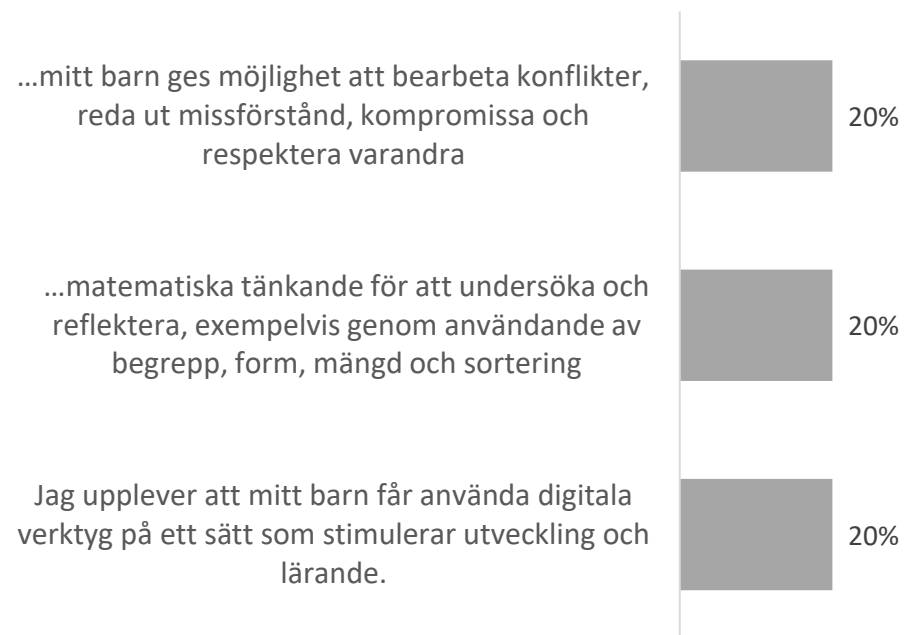 …mitt barn ges möjlighet att bearbeta konflikter,
reda ut missförstånd, kompromissa och
respektera varandra
20%
…matematiska tänkande för att undersöka och
reflektera, exempelvis genom användande av
begrepp, form, mängd och sortering
20%
Jag upplever att mitt barn får använda digitala
verktyg på ett sätt som stimulerar utveckling och
lärande.
20%